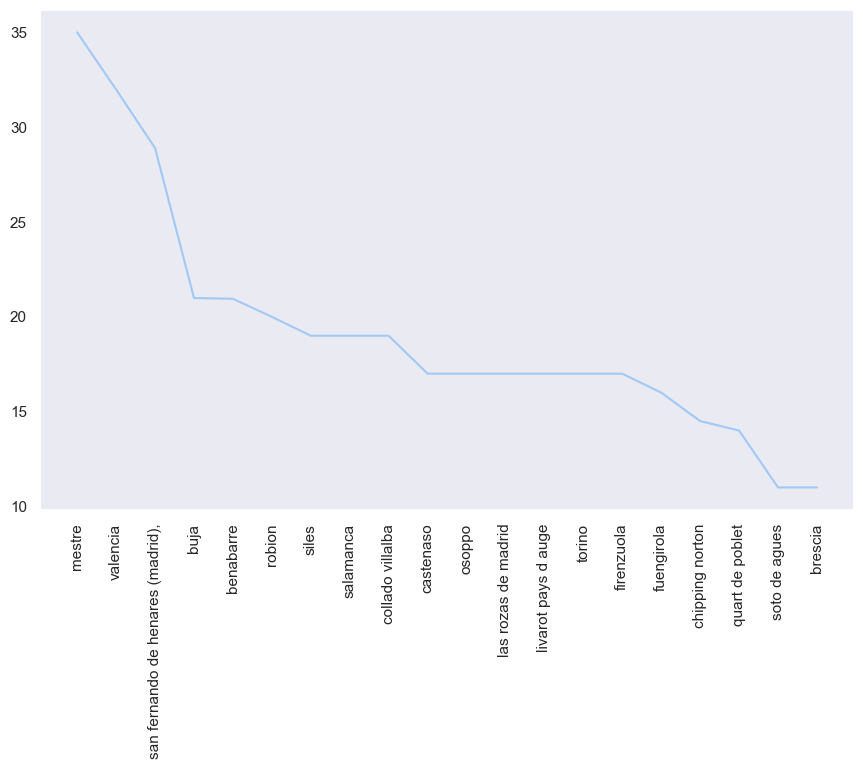 35
30
25
20
15
10
mestre
valencia
san fernando de henares (madrid),
buja
benabarre
robion
siles
salamanca
collado villalba
castenaso
osoppo
las rozas de madrid
livarot pays d auge
torino
firenzuola
fuengirola
chipping norton
quart de poblet
soto de agues
brescia